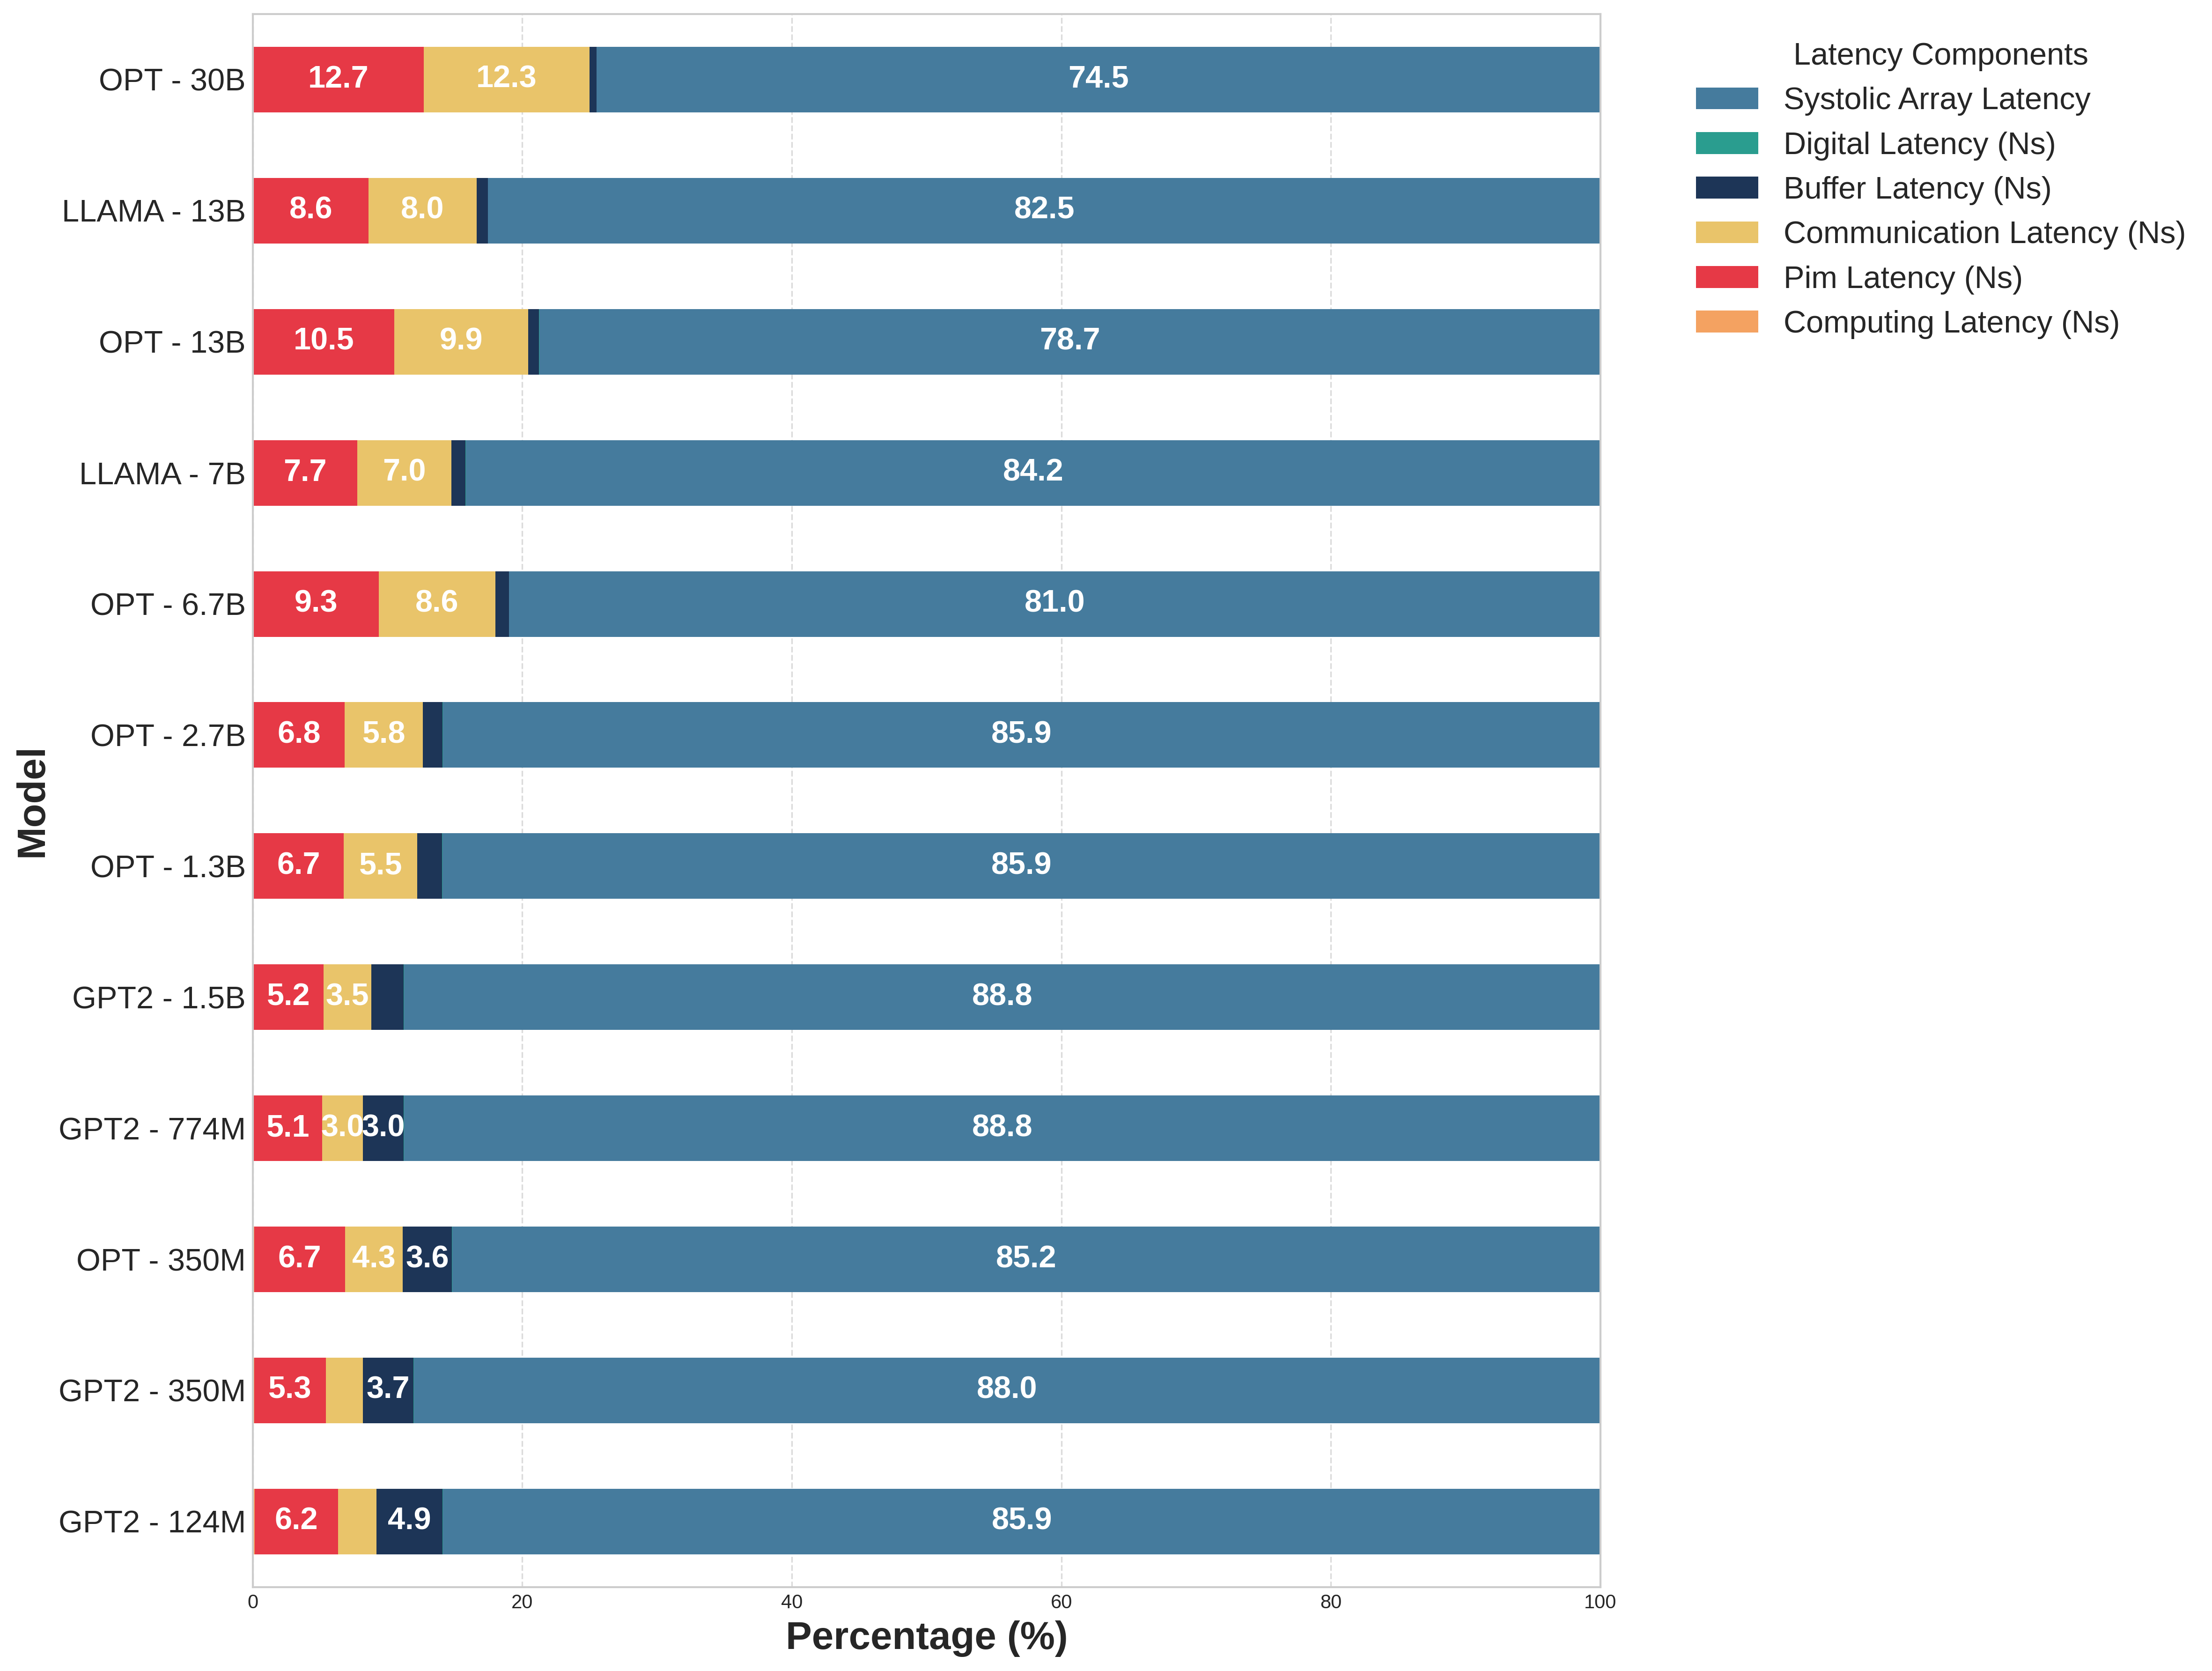 OPT - 30B
12.7 12.3 74.5
LLAMA - 13B
8.6 8.0 82.5
OPT - 13B
10.5 9.9 78.7
LLAMA - 7B
7.7 7.0 84.2
OPT - 6.7B
9.3 8.6 81.0
OPT - 2.7B
6.8 5.8 85.9
OPT - 1.3B
6.7 5.5 85.9
GPT2 - 1.5B
5.2 3.5 88.8
GPT2 - 774M
5.1 3.0 3.0 88.8
OPT - 350M
6.7 4.3 3.6 85.2
GPT2 - 350M
5.3 3.7 88.0
GPT2 - 124M
6.2 4.9 85.9
Model
0 20 40 60 80 100
Percentage (%)
Latency Components
Systolic Array Latency
Digital Latency (Ns)
Buffer Latency (Ns)
Communication Latency (Ns)
Pim Latency (Ns)
Computing Latency (Ns)